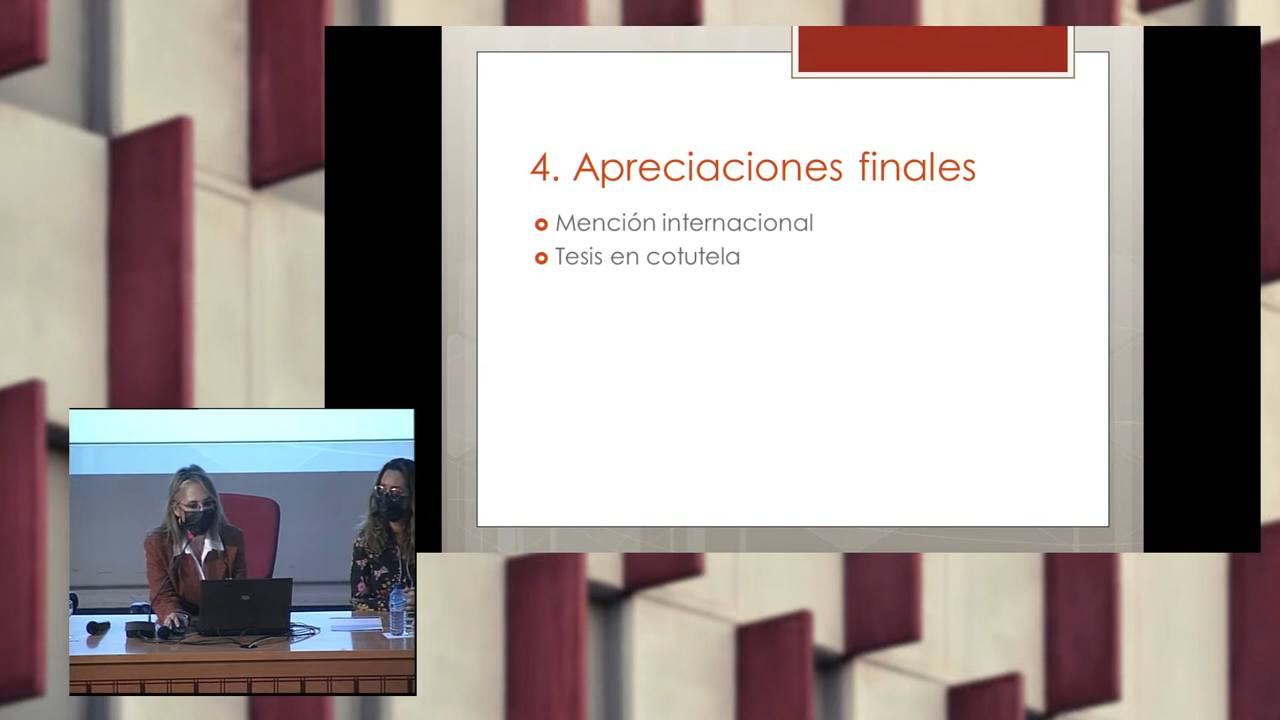 4. Apreciaciones finales
Mención internacional
Tesis en cotutela